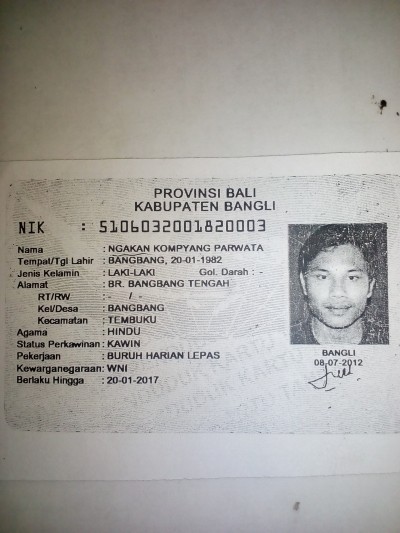 PROVINSI BALI
KABUPATEN BANGLI
NIK : 5106032001820003
Nama : NGAKAN KOMPYANG PARWATA
Tempat/Tgl Lahir : BANGBANG, 20-01-1982
Jenis Kelamin : LAKI-LAKI Gol. Darah : -
Alamat : BR. BANGBANG TENGAH
RT/RW : - / -
Kel/Desa : BANGBANG
Kecamatan : TEMBUKU
Agama : HINDU
Status Perkawinan : KAWIN
Pekerjaan : BURUH HARIAN LEPAS
Kewarganegaraan: WNI
Berlaku Hingga : 20-01-2017
BANGLI
08-07-2012